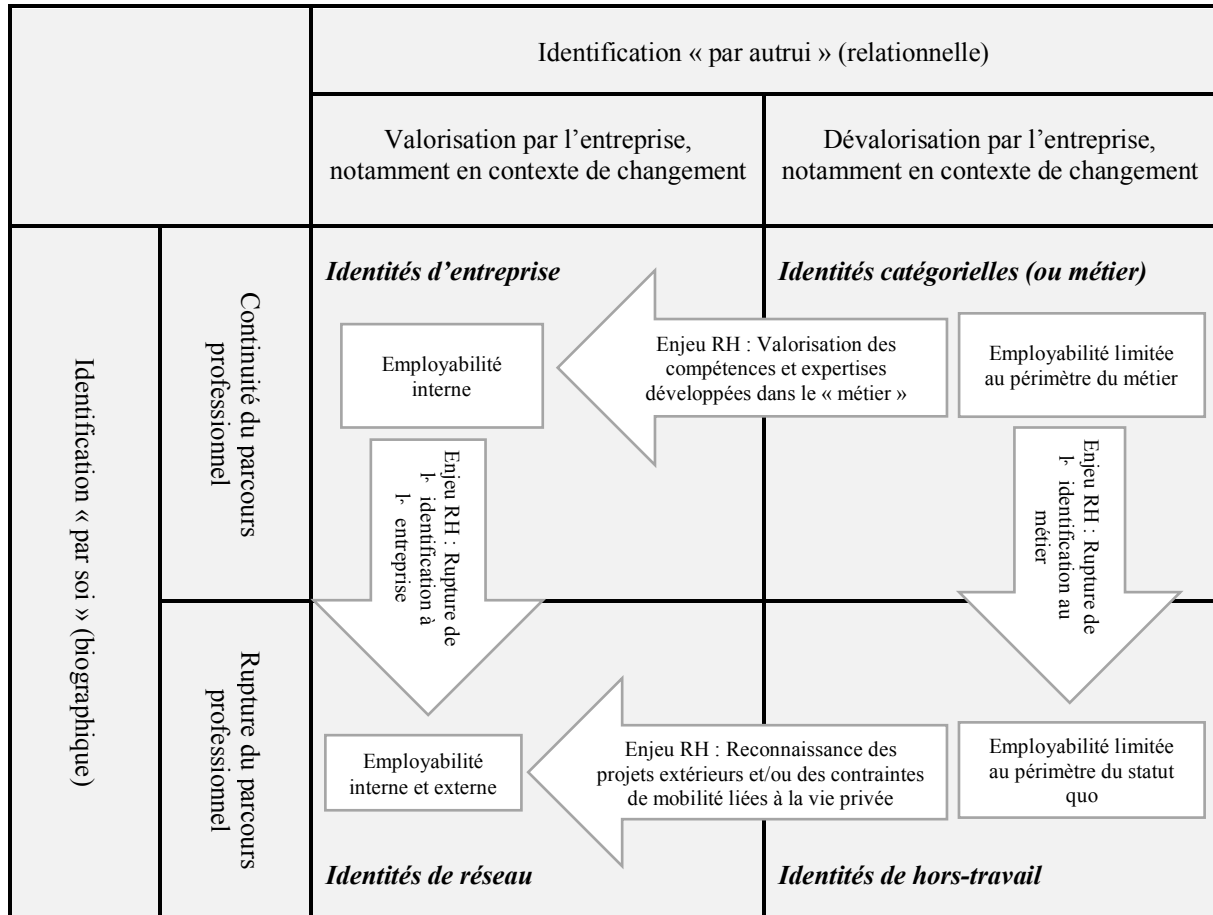 Identification « par autrui » (relationnelle)
Valorisation par l’entreprise,
notamment en contexte de changement
Dévalorisation par l’entreprise,
notamment en contexte de changement
Identification « par soi » (biographique)
Continuité du parcours
professionnel
Identités d’entreprise
Identités catégorielles (ou métier)
Employabilité
interne
Enjeu RH : Valorisation des
compétences et expertises
développées dans le « métier »
Employabilité limitée
au périmètre du métier
Enjeu RH : Rupture de
l’identification à
l’entreprise
Enjeu RH : Rupture de
l’identification au
métier
Rupture du parcours
professionnel
Employabilité
interne et externe
Enjeu RH : Reconnaissance des
projets extérieurs et/ou des contraintes
de mobilité liées à la vie privée
Employabilité limitée
au périmètre du statut
quo
Identités de réseau
Identités de hors-travail